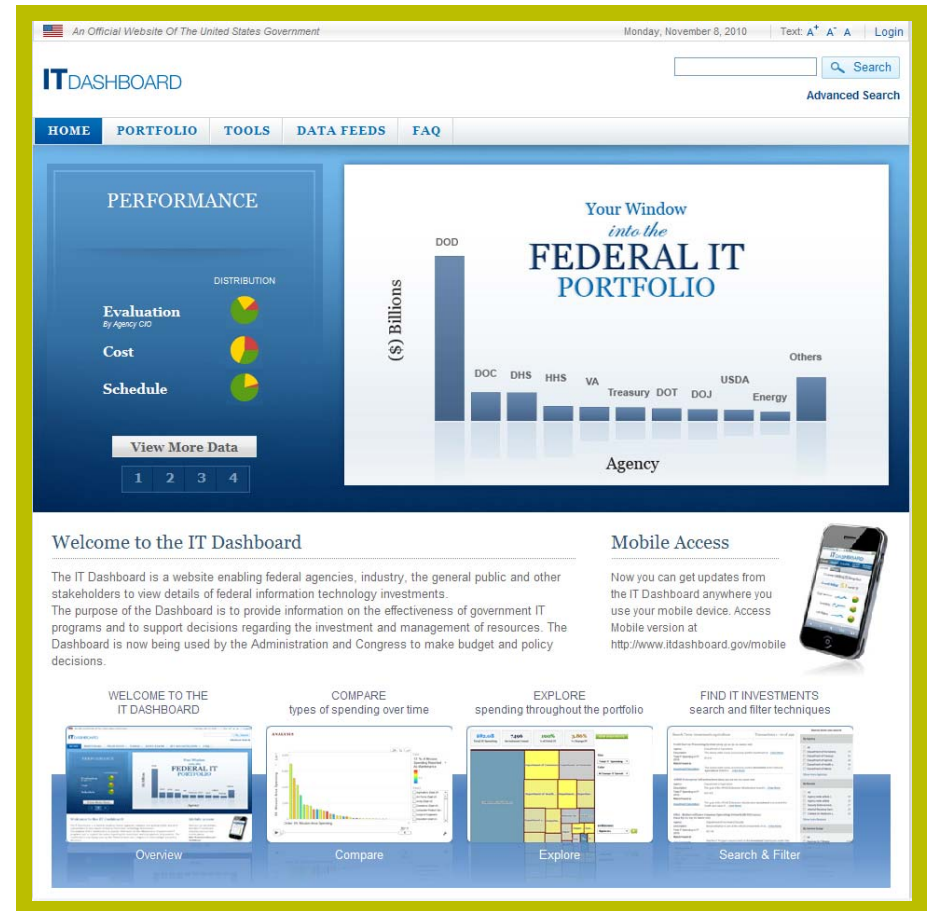 An Official Website Of The United States Government
Monday, November 8, 2010
Text: A+ A- A
Login
IT DASHBOARD
Search
Advanced Search
HOME PORTFOLIO TOOLS DATA FEEDS FAQ
PERFORMANCE
DISTRIBUTION
Evaluation
By Agency CIO
Cost
Schedule
View More Data
1 2 3 4
Your Window
into the
FEDERAL IT
PORTFOLIO
($) Billions
DOD
DOC
DHS
HHS
VA
Treasury
DOT
DOJ
USDA
Energy
Others
Agency
Welcome to the IT Dashboard
The IT Dashboard is a website enabling federal agencies, industry, the general public and other
stakeholders to view details of federal information technology investments.
The purpose of the Dashboard is to provide information on the effectiveness of government IT
programs and to support decisions regarding the investment and management of resources. The
Dashboard is now being used by the Administration and Congress to make budget and policy
decisions.
Mobile Access
Now you can get updates from
the IT Dashboard anywhere you
use your mobile device. Access
Mobile version at
http://www.itdashboard.gov/mobile
WELCOME TO THE
IT DASHBOARD
COMPARE
types of spending over time
EXPLORE
spending throughout the portfolio
FIND IT INVESTMENTS
search and filter techniques
PERFORMANCE
Your Window
into the
FEDERAL IT
PORTFOLIO
ANALYSIS
Overview
Compare
Explore
Search & Filter